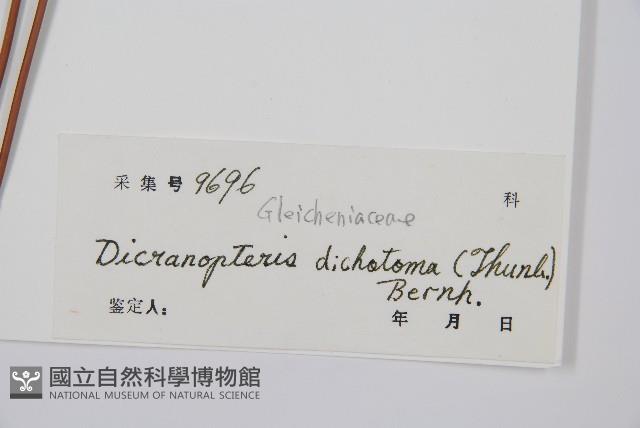 采集号 9696
科
Gleicheniaceae
Dicranopteris dichotoma (Thunb.)
Bernh.
鉴定人：
年 月 日
國立自然科學博物館
NATIONAL MUSEUM OF NATURAL SCIENCE